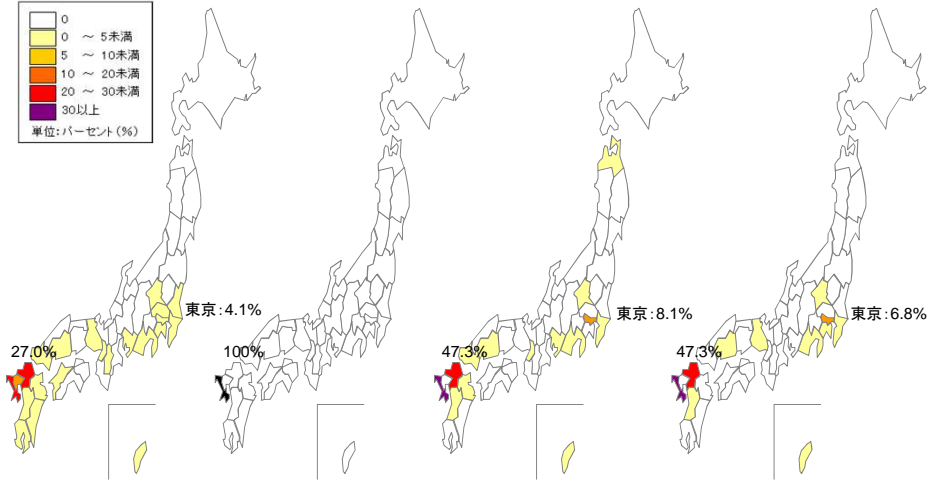 0
0 ～ 5未満
5 ～ 10未満
10 ～ 20未満
20 ～ 30未満
30以上
単位:パーセント(%)
東京:4.1%
27.0%
100%
東京:8.1%
47.3%
東京:6.8%
47.3%